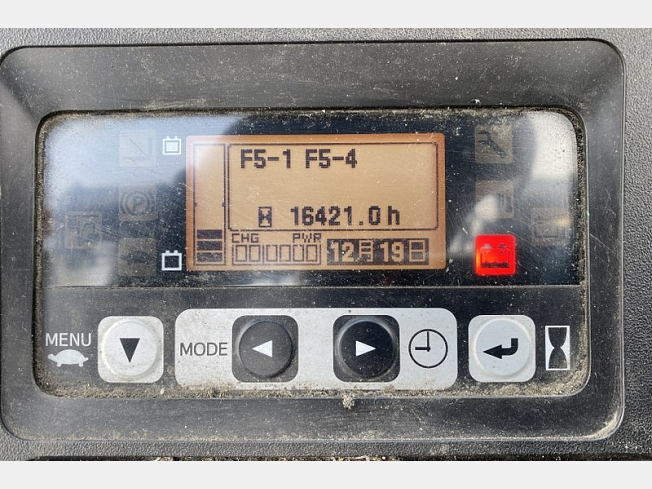 F5-1 F5-4
16421.0h
CHG PWR
12月19日
MENU
MODE